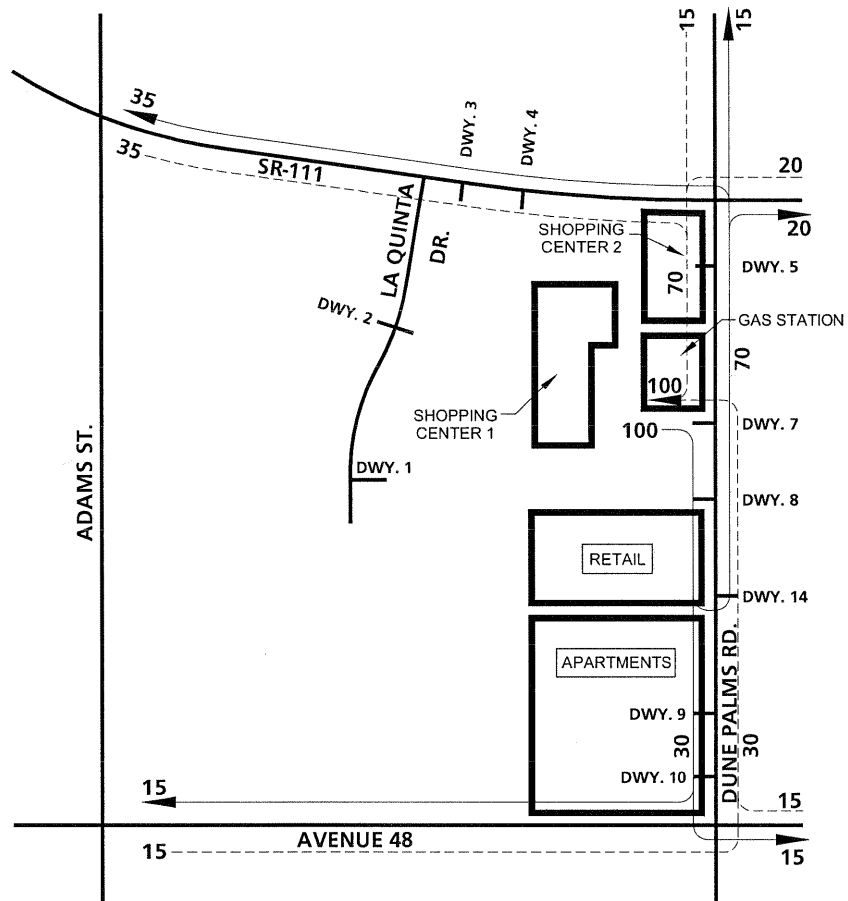 15
15
35
DWY. 3
DWY. 4
35
SR-111
20
LA QUINTA
DR.
SHOPPING
CENTER 2
20
70
DWY. 5
DWY. 2
GAS STATION
70
100
SHOPPING
CENTER 1
100
DWY. 7
DWY. 1
ADAMS ST.
DWY. 8
RETAIL
DWY. 14
DUNE PALMS RD.
APARTMENTS
DWY. 9
30
30
DWY. 10
15
15
AVENUE 48
15
15